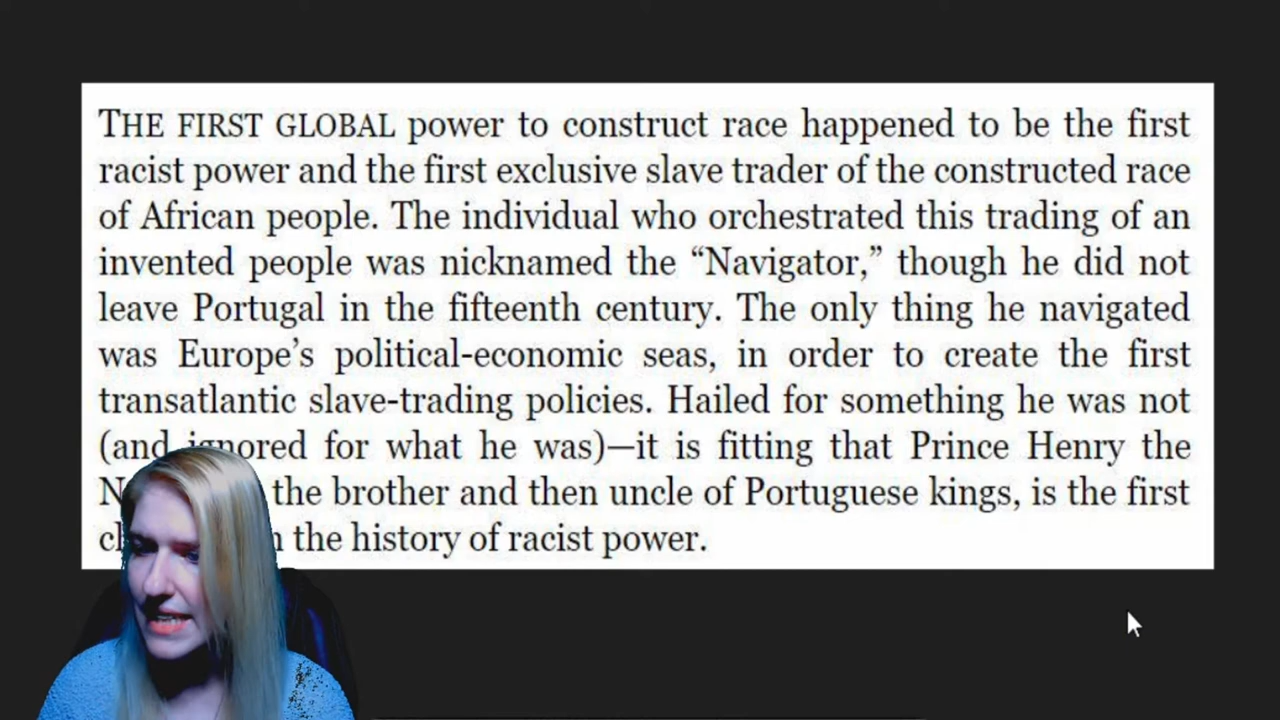 THE FIRST GLOBAL power to construct race happened to be the first
racist power and the first exclusive slave trader of the constructed race
of African people. The individual who orchestrated this trading of an
invented people was nicknamed the “Navigator,” though he did not
leave Portugal in the fifteenth century. The only thing he navigated
was Europe’s political-economic seas, in order to create the first
transatlantic slave-trading policies. Hailed for something he was not
(and ignored for what he was)—it is fitting that Prince Henry the
the brother and then uncle of Portuguese kings, is the first
the history of racist power.